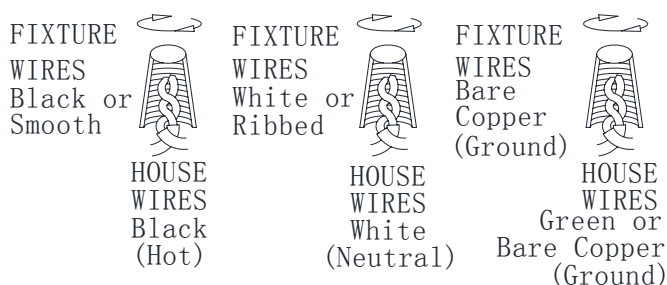 FIXTURE
WIRES
Black or
Smooth
HOUSE
WIRES
Black
(Hot)
FIXTURE
WIRES
White or
Ribbed
HOUSE
WIRES
White
(Neutral)
FIXTURE
WIRES
Bare
Copper
(Ground)
HOUSE
WIRES
Green or
Bare Copper
(Ground)